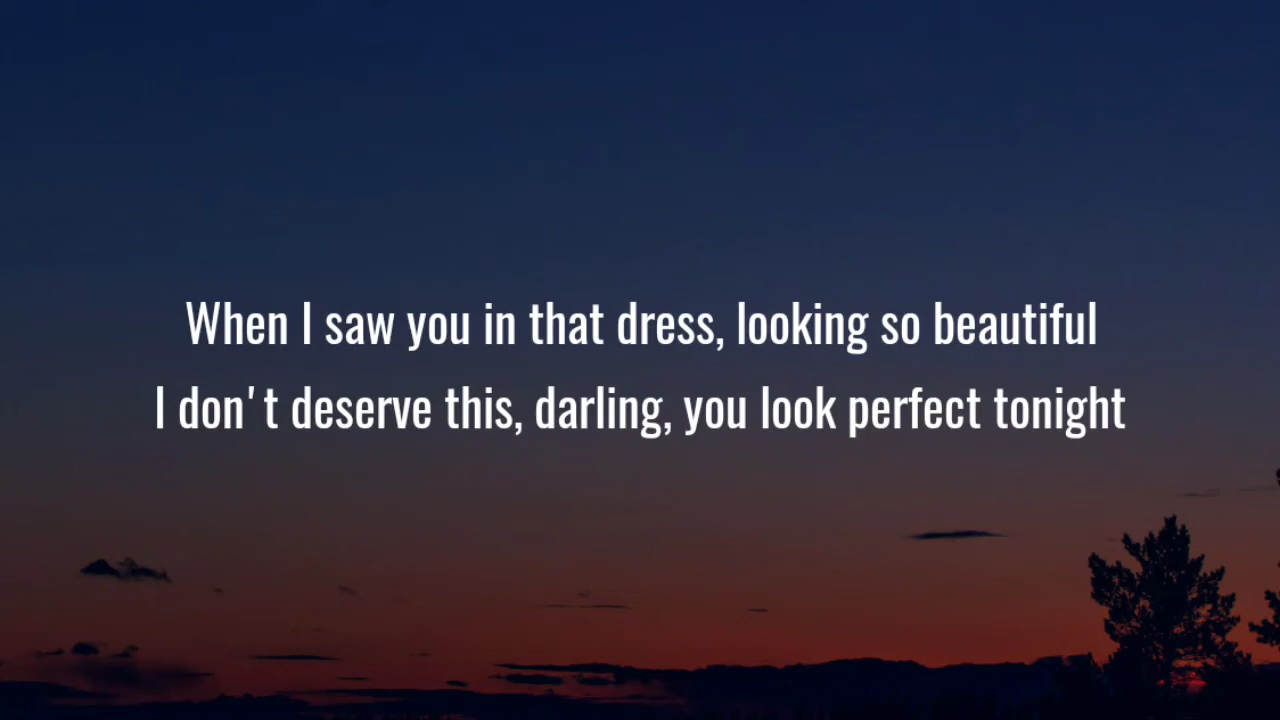 When I saw you in that dress, looking so beautiful
I don't deserve this, darling, you look perfect tonight